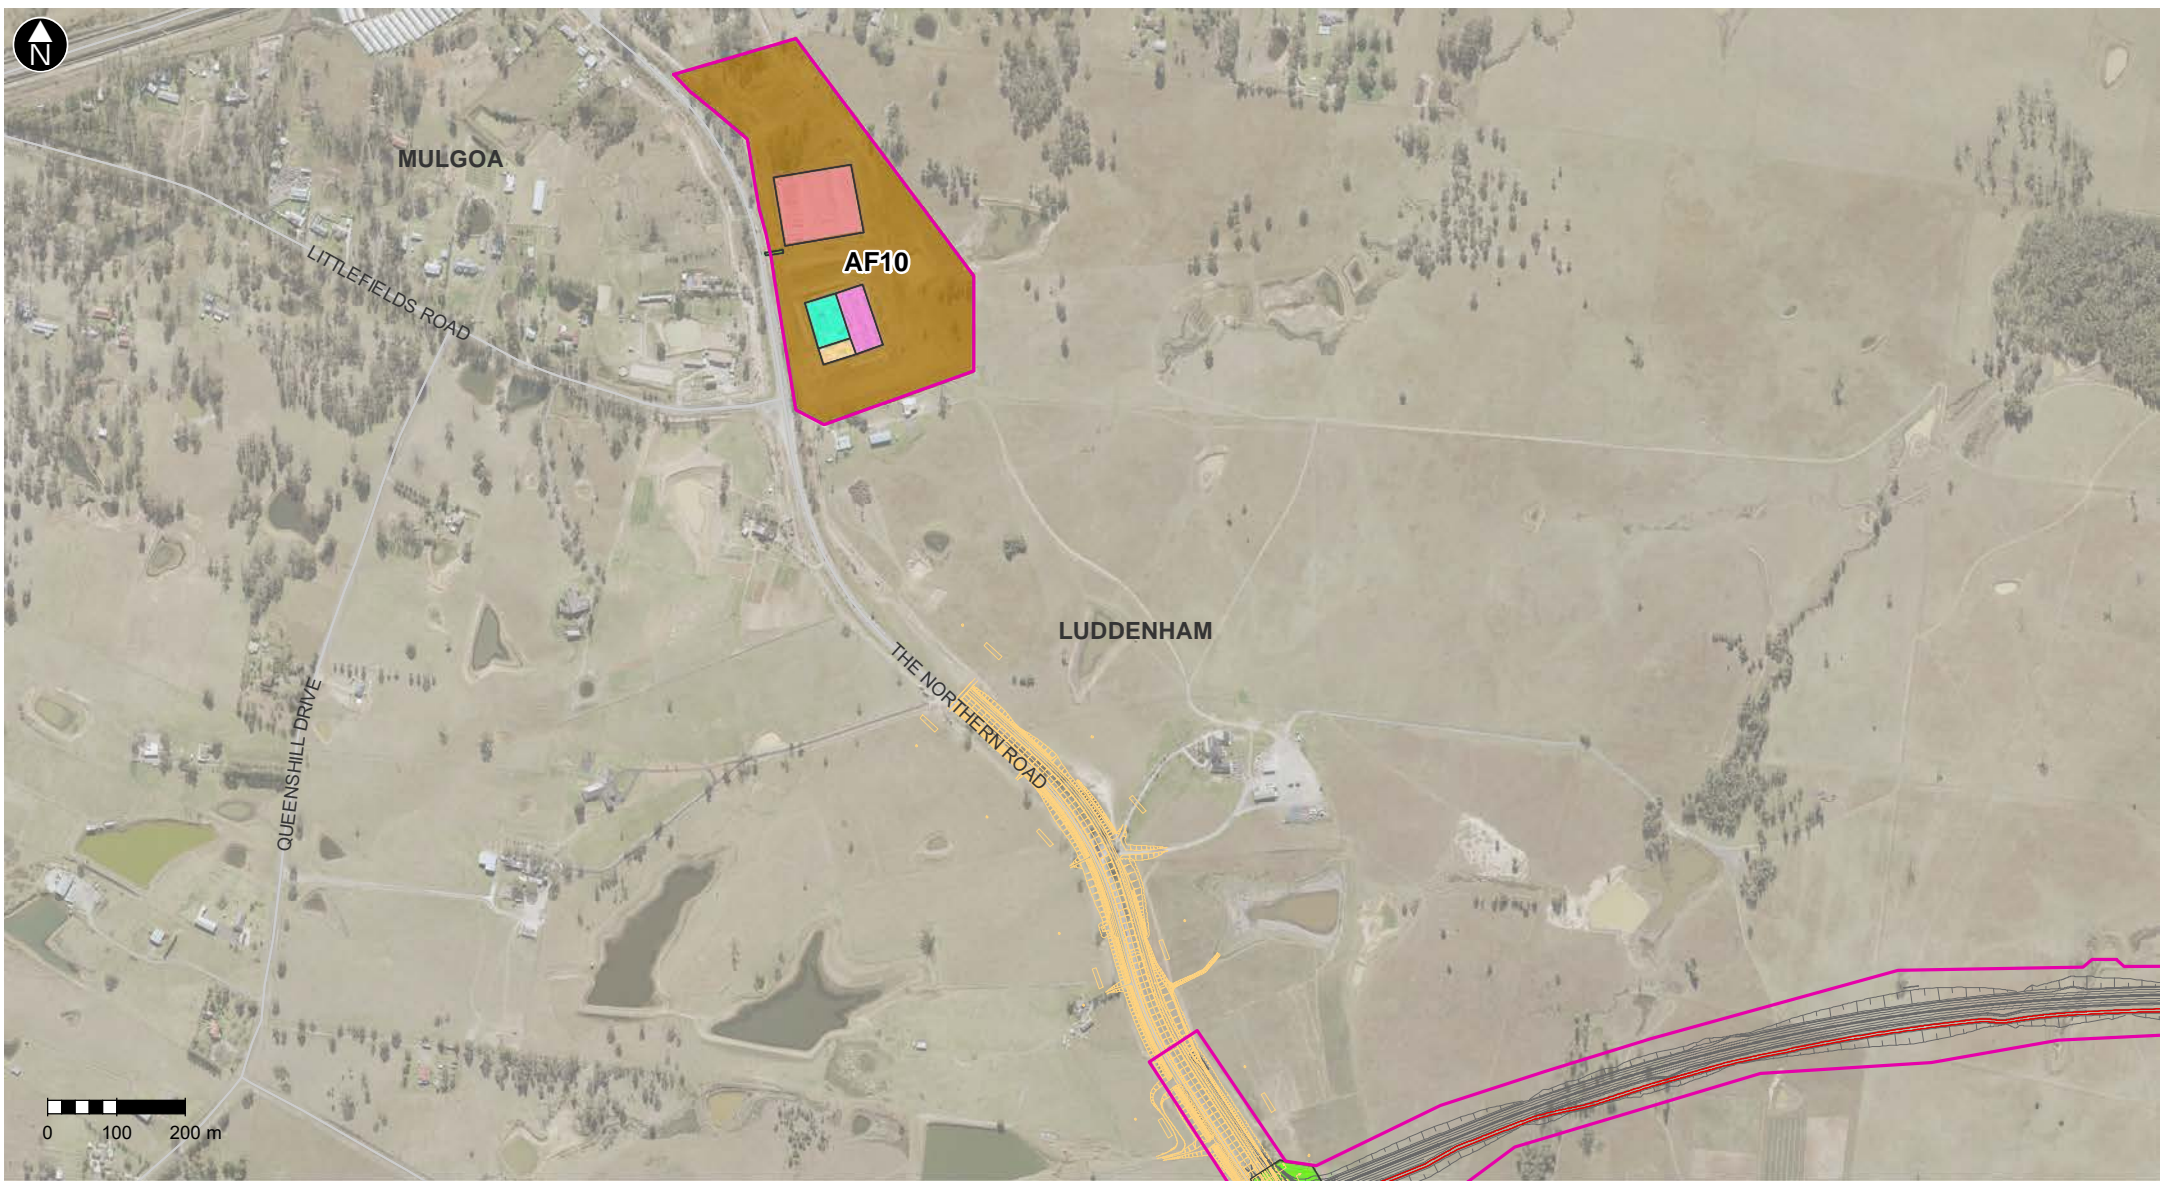 N
MULGOA
LITTLEFIELDS ROAD
AF10
LUDDENHAM
THE NORTHERN ROAD
QUEENSHILL DRIVE
0 100 200 m